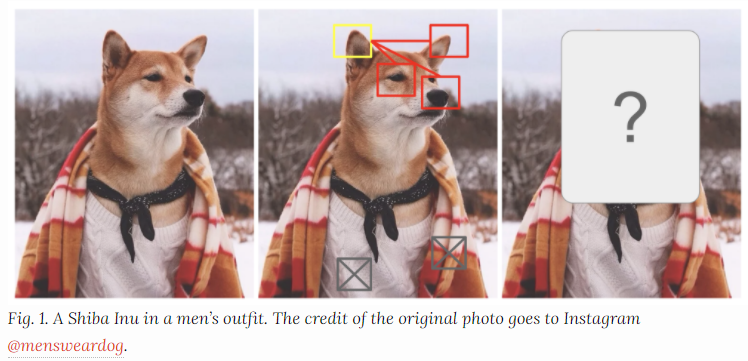 ?
Fig. 1. A Shiba Inu in a men's outfit. The credit of the original photo goes to Instagram
@mensweardog.